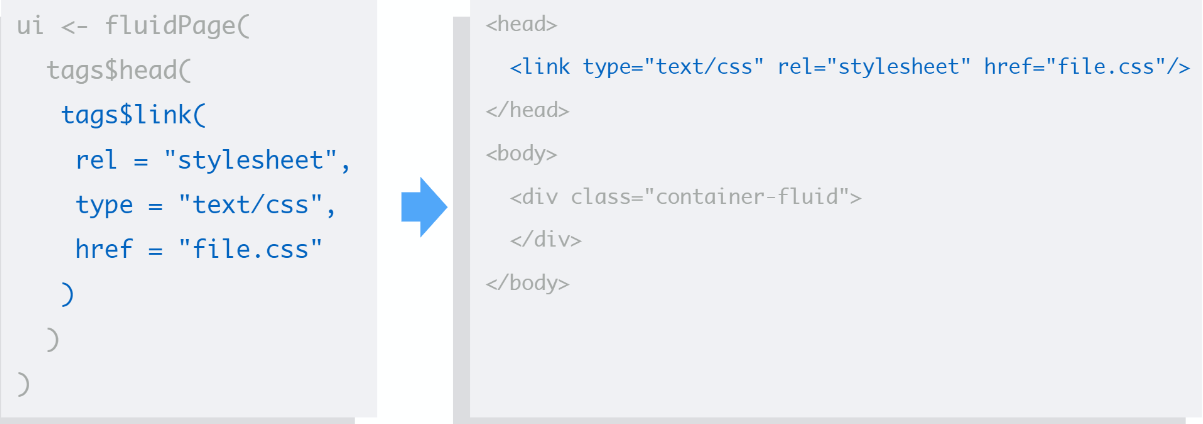 ui <- fluidPage(
tags$head(
tags$link(
rel = "stylesheet",
type = "text/css",
href = "file.css"
)
)
)
<head>
<link type="text/css" rel="stylesheet" href="file.css"/>
</head>
<body>
<div class="container-fluid">
</div>
</body>